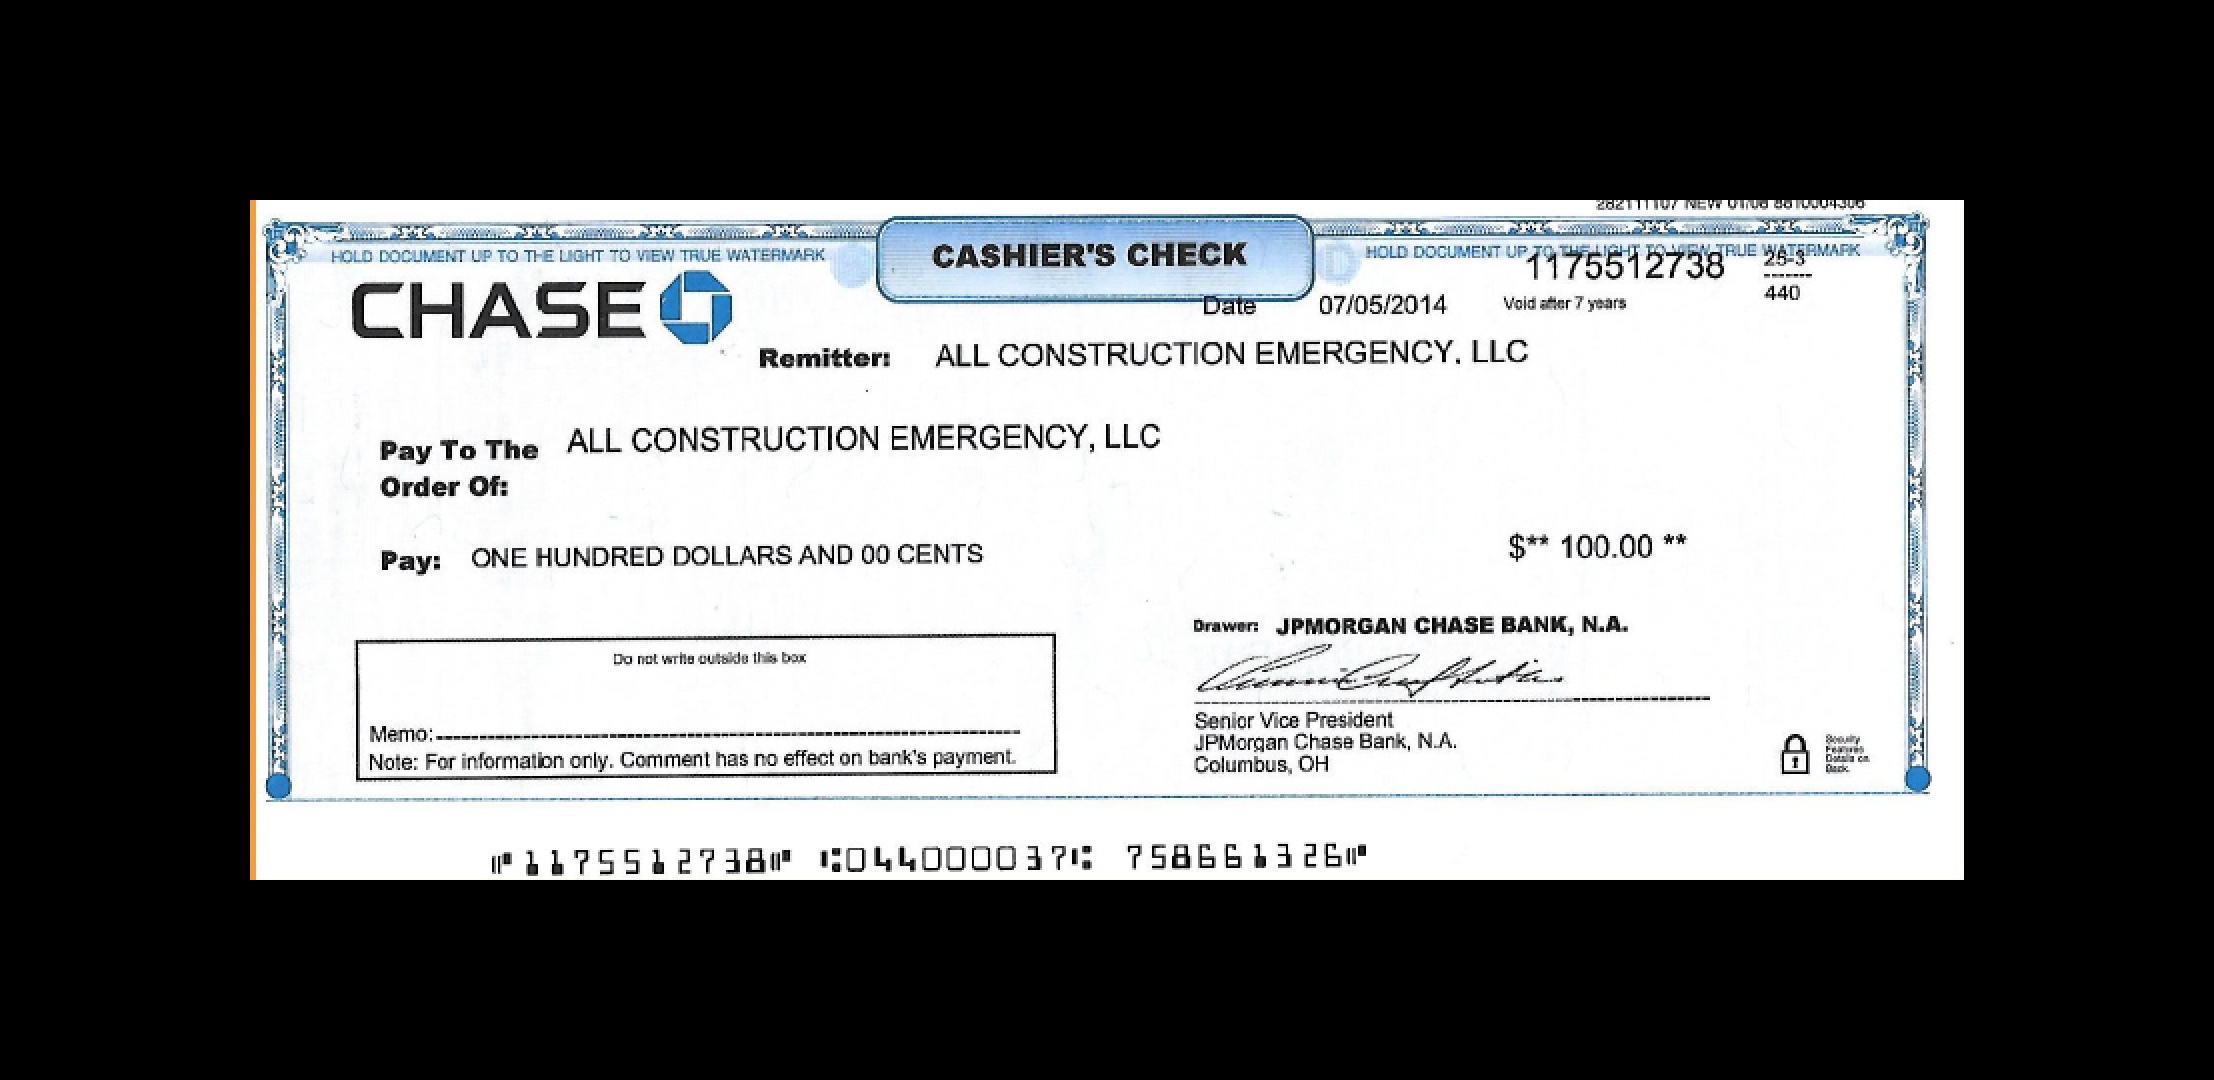 282111107 NEW 01/08 8810004306
CASHIER'S CHECK
HOLD DOCUMENT UP TO THE LIGHT TO VIEW TRUE WATERMARK
HOLD DOCUMENT UP TO THE LIGHT TO VIEW TRUE WATERMARK
1175512738
25-3
440
CHASE
Date 07/05/2014 Void after 7 years
Remitter: ALL CONSTRUCTION EMERGENCY. LLC
Pay To The ALL CONSTRUCTION EMERGENCY, LLC
Order Of:
Pay: ONE HUNDRED DOLLARS AND 00 CENTS $** 100.00 **
Drawer: JPMORGAN CHASE BANK, N.A.
Do not write outside this box
Memo:
Note: For information only. Comment has no effect on bank's payment.
Senior Vice President
JPMorgan Chase Bank, N.A.
Columbus, OH
Security
Features
Details on
Back.
⑈1175512738⑈ ⑆044000037⑆ 758661326⑈